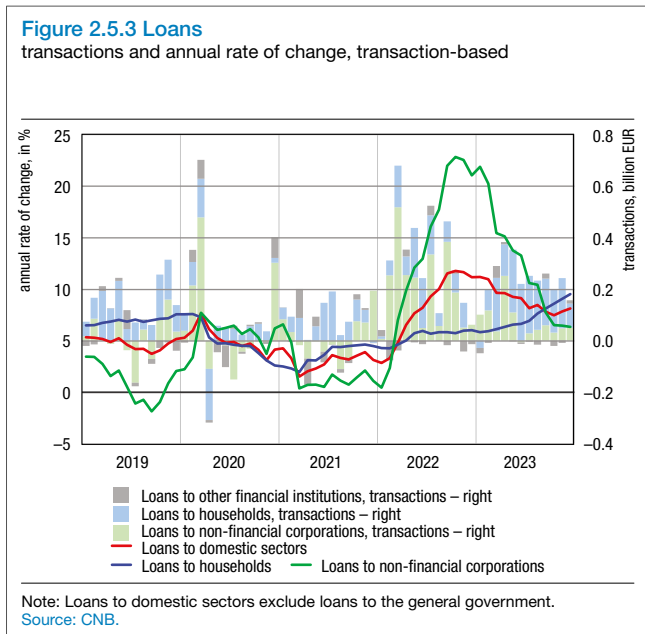 Figure 2.5.3 Loans
transactions and annual rate of change, transaction-based
annual rate of change, in %
transactions, billion EUR
25
20
15
10
5
0
–5
0.8
0.6
0.4
0.2
0.0
–0.2
–0.4
2019 2020 2021 2022 2023
Loans to other financial institutions, transactions – right
Loans to households, transactions – right
Loans to non-financial corporations, transactions – right
Loans to domestic sectors
Loans to households Loans to non-financial corporations
Note: Loans to domestic sectors exclude loans to the general government.
Source: CNB.